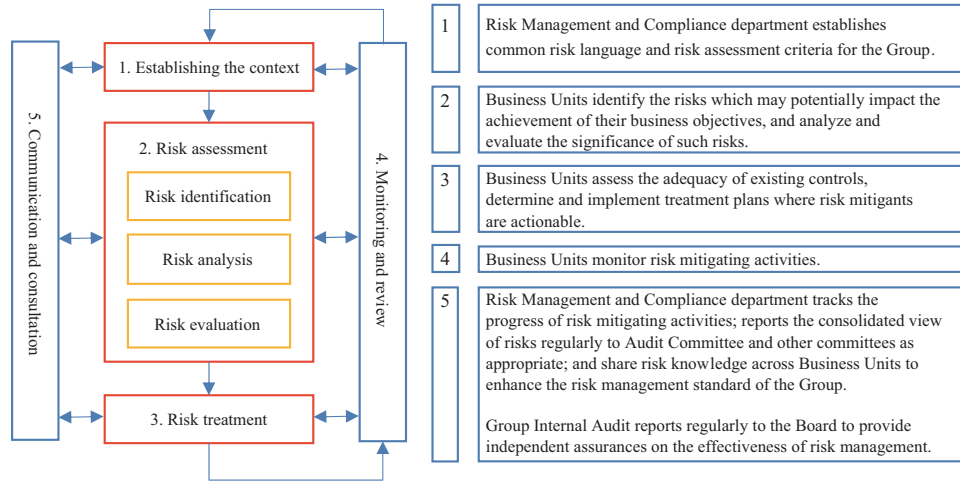 1. Establishing the context
2. Risk assessment
Risk identification
Risk analysis
Risk evaluation
3. Risk treatment
4. Monitoring and review
5. Communication and consultation
1
Risk Management and Compliance department establishes
common risk language and risk assessment criteria for the Group.
2
Business Units identify the risks which may potentially impact the
achievement of their business objectives, and analyze and
evaluate the significance of such risks.
3
Business Units assess the adequacy of existing controls,
determine and implement treatment plans where risk mitigants
are actionable.
4
Business Units monitor risk mitigating activities.
5
Risk Management and Compliance department tracks the
progress of risk mitigating activities; reports the consolidated view
of risks regularly to Audit Committee and other committees as
appropriate; and share risk knowledge across Business Units to
enhance the risk management standard of the Group.
Group Internal Audit reports regularly to the Board to provide
independent assurances on the effectiveness of risk management.